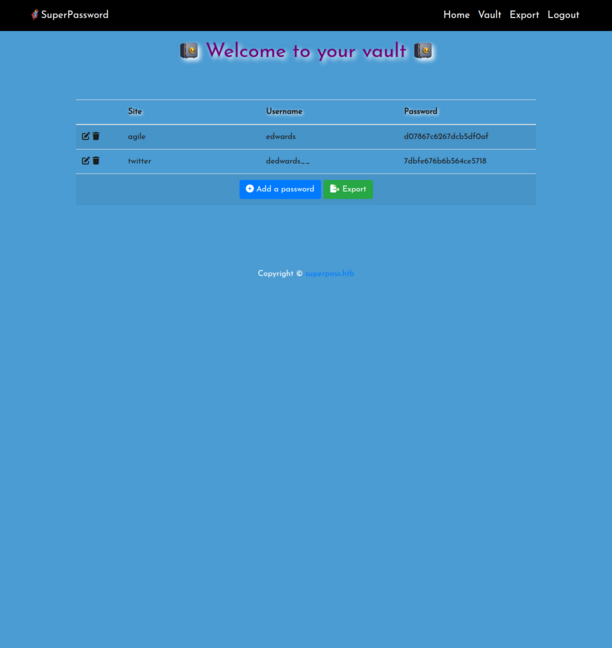 SuperPassword Home Vault Export Logout
Welcome to your vault
Site Username Password
agile edwards d07867c6267dcb5df0af
twitter dedwards__ 7dbfe676b6b564ce5718
Add a password Export
Copyright © superpass.htb